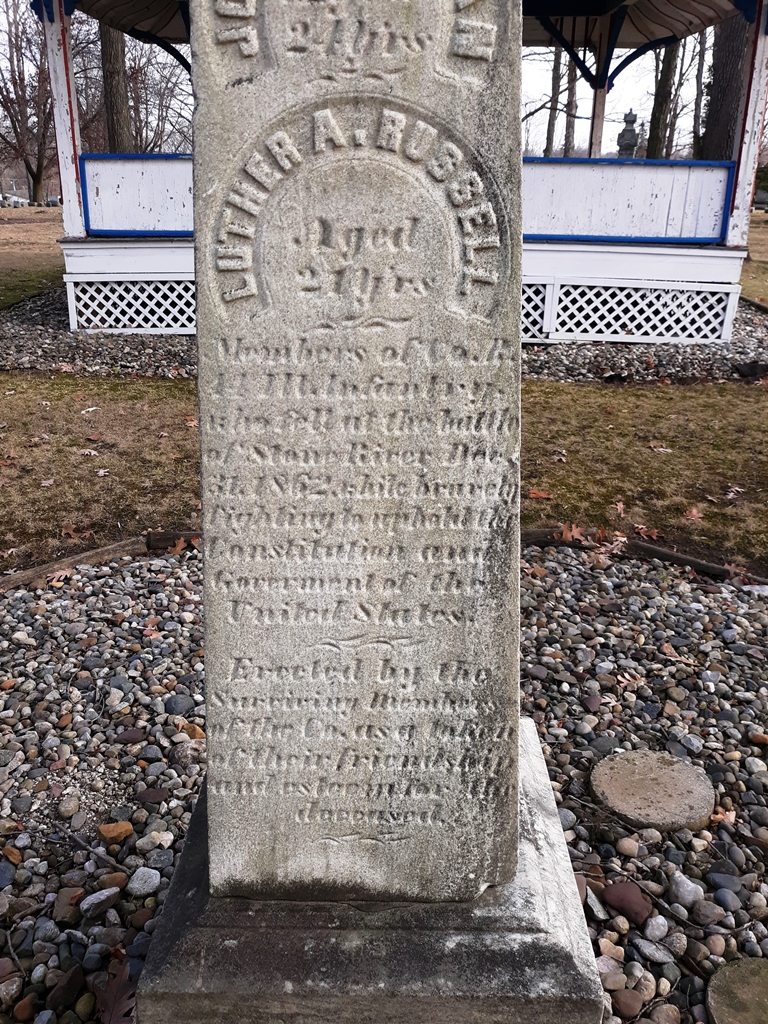 24 yrs
LUTHER A. RUSSELL
Aged
21 yrs
Members of Co.
Ill. Infantry,
who fell at the battle
of Stone River Dec.
31, 1862, while bravely
fighting to uphold the
Constitution and
Goverment of the
United States.
Erected by the
Surviving Members
of the Co. as a token
of their friendship
and esteem for the
deceased.